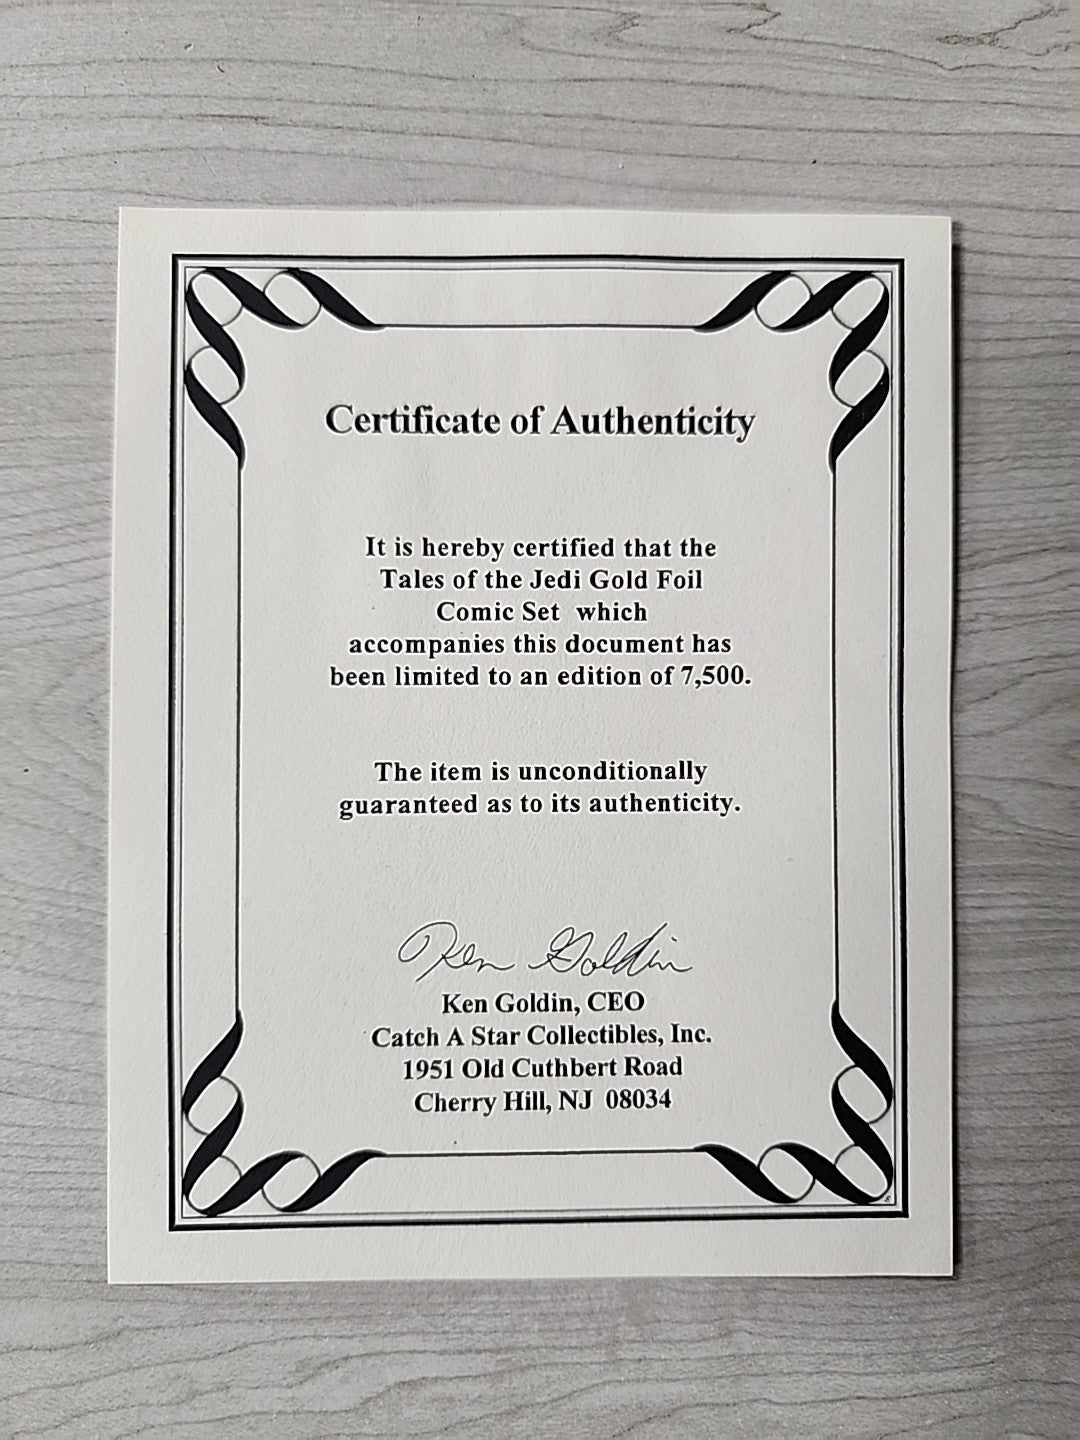 Certificate of Authenticity
It is hereby certified that the
Tales of the Jedi Gold Foil
Comic Set which
accompanies this document has
been limited to an edition of 7,500.
The item is unconditionally
guaranteed as to its authenticity.
Ken Goldin
Ken Goldin, CEO
Catch A Star Collectibles, Inc.
1951 Old Cuthbert Road
Cherry Hill, NJ 08034